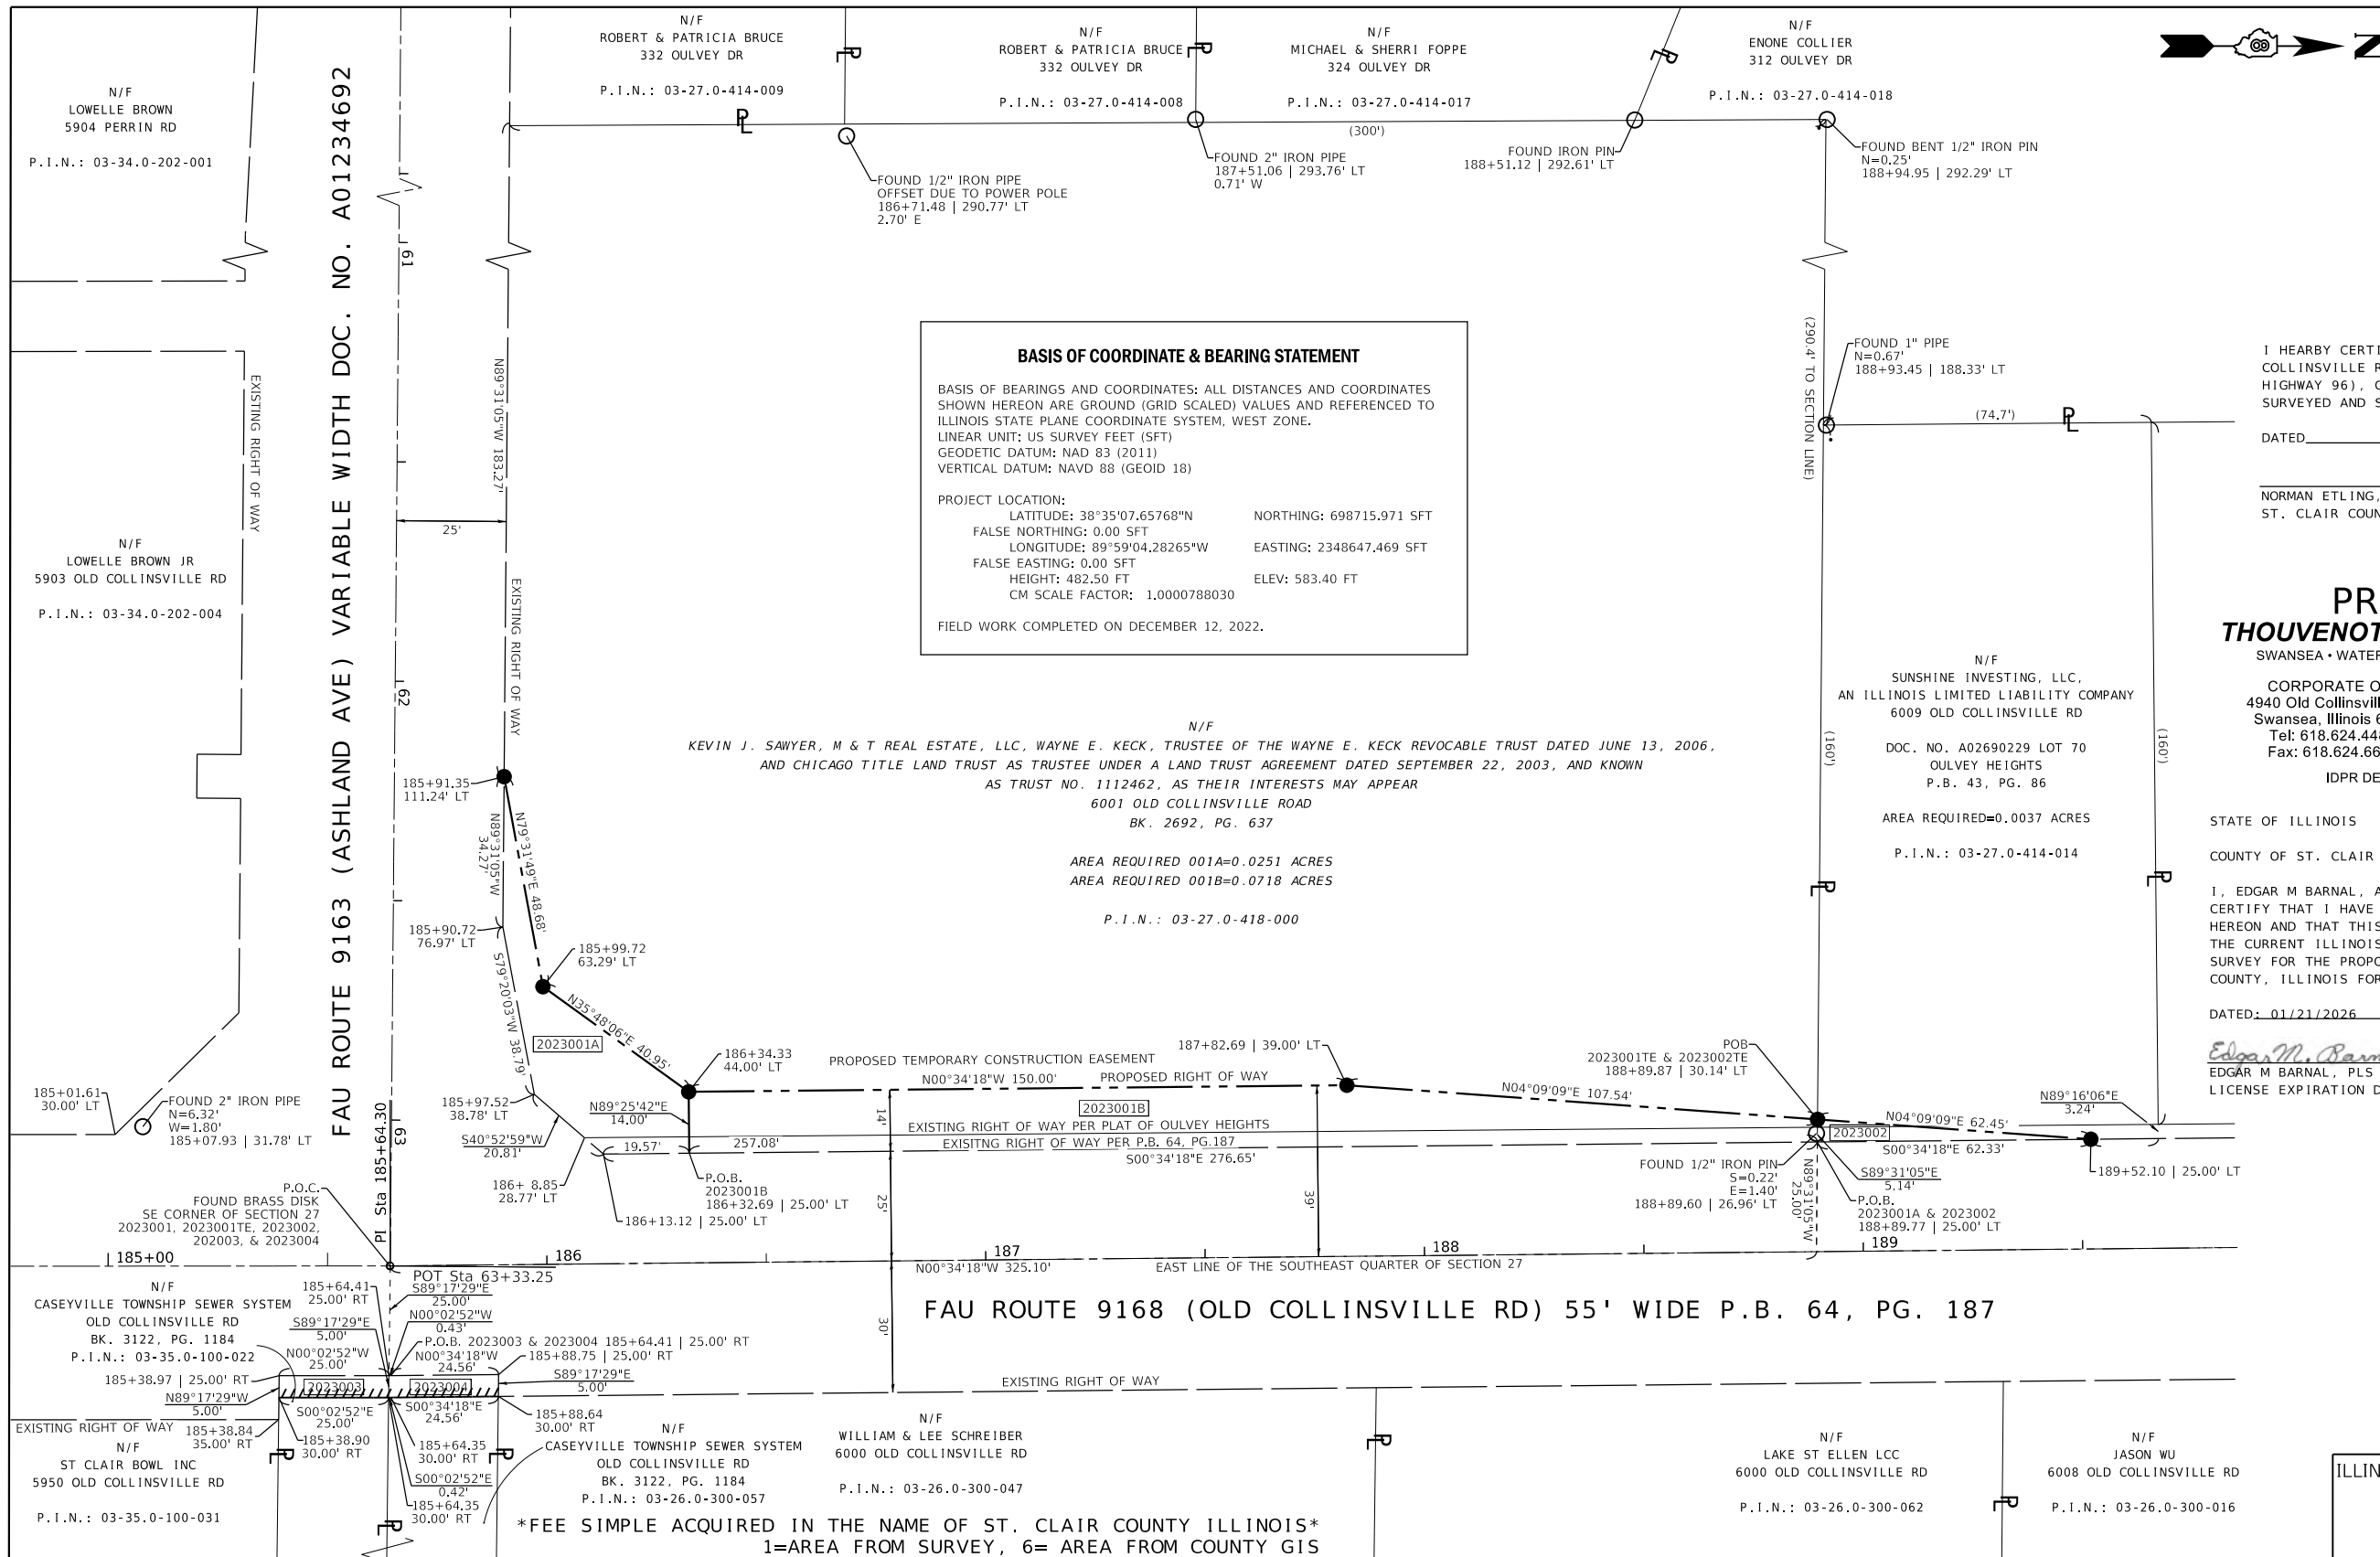 N/F
LOWELLE BROWN
5904 PERRIN RD
P.I.N.: 03-34.0-202-001
N/F
ROBERT & PATRICIA BRUCE
332 OULVEY DR
P.I.N.: 03-27.0-414-009
N/F
ROBERT & PATRICIA BRUCE
332 OULVEY DR
P.I.N.: 03-27.0-414-008
N/F
MICHAEL & SHERRI FOPPE
324 OULVEY DR
P.I.N.: 03-27.0-414-017
N/F
ENONE COLLIER
312 OULVEY DR
P.I.N.: 03-27.0-414-018
N
PL
PL
PL
PL
(300')
FOUND 1/2" IRON PIPE
OFFSET DUE TO POWER POLE
186+71.48 | 290.77' LT
2.70' E
FOUND 2" IRON PIPE
187+51.06 | 293.76' LT
0.71' W
FOUND IRON PIN
188+51.12 | 292.61' LT
FOUND BENT 1/2" IRON PIN
N=0.25'
188+94.95 | 292.29' LT
FAU ROUTE 9163 (ASHLAND AVE) VARIABLE WIDTH DOC. NO. A01234692
61
62
63
EXISTING RIGHT OF WAY
N89°31'05"W 183.27'
25'
EXISTING RIGHT OF WAY
N/F
LOWELLE BROWN JR
5903 OLD COLLINSVILLE RD
P.I.N.: 03-34.0-202-004
BASIS OF COORDINATE & BEARING STATEMENT
BASIS OF BEARINGS AND COORDINATES: ALL DISTANCES AND COORDINATES
SHOWN HEREON ARE GROUND (GRID SCALED) VALUES AND REFERENCED TO
ILLINOIS STATE PLANE COORDINATE SYSTEM, WEST ZONE.
LINEAR UNIT: US SURVEY FEET (SFT)
GEODETIC DATUM: NAD 83 (2011)
VERTICAL DATUM: NAVD 88 (GEOID 18)
PROJECT LOCATION:
LATITUDE: 38°35'07.65768"N NORTHING: 698715.971 SFT
FALSE NORTHING: 0.00 SFT
LONGITUDE: 89°59'04.28265"W EASTING: 2348647.469 SFT
FALSE EASTING: 0.00 SFT
HEIGHT: 482.50 FT ELEV: 583.40 FT
CM SCALE FACTOR: 1.0000788030
FIELD WORK COMPLETED ON DECEMBER 12, 2022.
(290.4' TO SECTION LINE)
FOUND 1" PIPE
N=0.67'
188+93.45 | 188.33' LT
(74.7')
PL
(160')
(160')
PL
PL
I HEARBY CERTI
COLLINSVILLE R
HIGHWAY 96), C
SURVEYED AND S
DATED
NORMAN ETLING,
ST. CLAIR COUN
PR
THOUVENOT
SWANSEA • WATER
CORPORATE O
4940 Old Collinsvill
Swansea, Illinois 6
Tel: 618.624.448
Fax: 618.624.66
IDPR DE
STATE OF ILLINOIS
COUNTY OF ST. CLAIR
I, EDGAR M BARNAL, A
CERTIFY THAT I HAVE
HEREON AND THAT THIS
THE CURRENT ILLINOIS
SURVEY FOR THE PROPO
COUNTY, ILLINOIS FOR
DATED: 01/21/2026
Edgar M. Barn
EDGAR M BARNAL, PLS
LICENSE EXPIRATION D
N/F
SUNSHINE INVESTING, LLC,
AN ILLINOIS LIMITED LIABILITY COMPANY
6009 OLD COLLINSVILLE RD
DOC. NO. A02690229 LOT 70
OULVEY HEIGHTS
P.B. 43, PG. 86
AREA REQUIRED=0.0037 ACRES
P.I.N.: 03-27.0-414-014
N/F
KEVIN J. SAWYER, M & T REAL ESTATE, LLC, WAYNE E. KECK, TRUSTEE OF THE WAYNE E. KECK REVOCABLE TRUST DATED JUNE 13, 2006,
AND CHICAGO TITLE LAND TRUST AS TRUSTEE UNDER A LAND TRUST AGREEMENT DATED SEPTEMBER 22, 2003, AND KNOWN
AS TRUST NO. 1112462, AS THEIR INTERESTS MAY APPEAR
6001 OLD COLLINSVILLE ROAD
BK. 2692, PG. 637
AREA REQUIRED 001A=0.0251 ACRES
AREA REQUIRED 001B=0.0718 ACRES
P.I.N.: 03-27.0-418-000
185+91.35
111.24' LT
N89°31'05"W
34.27'
N79°31'49"E 48.68'
185+90.72
76.97' LT
185+99.72
63.29' LT
S79°20'03"W 38.79'
N35°48'06"E 40.95'
2023001A
186+34.33
44.00' LT
PROPOSED TEMPORARY CONSTRUCTION EASEMENT
N00°34'18"W 150.00'
PROPOSED RIGHT OF WAY
187+82.69 | 39.00' LT
POB
2023001TE & 2023002TE
188+89.87 | 30.14' LT
N04°09'09"E 107.54'
N04°09'09"E 62.45'
N89°16'06"E
3.24'
185+01.61
30.00' LT
FOUND 2" IRON PIPE
N=6.32'
W=1.80'
185+07.93 | 31.78' LT
185+97.52
38.78' LT
N89°25'42"E
14.00'
14'
2023001B
EXISTING RIGHT OF WAY PER PLAT OF OULVEY HEIGHTS
EXISITNG RIGHT OF WAY PER P.B. 64, PG.187
S00°34'18"E 276.65'
S40°52'59"W
20.81'
19.57'
257.08'
2023002
S00°34'18"E 62.33'
FOUND 1/2" IRON PIN
S=0.22'
E=1.40'
188+89.60 | 26.96' LT
N89°31'05"W
25.00'
S89°31'05"E
5.14'
P.O.B.
2023001A & 2023002
188+89.77 | 25.00' LT
189+52.10 | 25.00' LT
186+ 8.85
28.77' LT
P.O.B.
2023001B
186+32.69 | 25.00' LT
186+13.12 | 25.00' LT
25'
39'
30'
PI Sta 185+64.30
P.O.C.
FOUND BRASS DISK
SE CORNER OF SECTION 27
2023001, 2023001TE, 2023002,
202003, & 2023004
185+00
186
187
188
189
POT Sta 63+33.25
N00°34'18"W 325.10'
EAST LINE OF THE SOUTHEAST QUARTER OF SECTION 27
FAU ROUTE 9168 (OLD COLLINSVILLE RD) 55' WIDE P.B. 64, PG. 187
N/F
CASEYVILLE TOWNSHIP SEWER SYSTEM
OLD COLLINSVILLE RD
BK. 3122, PG. 1184
P.I.N.: 03-35.0-100-022
185+64.41
25.00' RT
S89°17'29"E
25.00'
S89°17'29"E
5.00'
N00°02'52"W
0.43'
P.O.B. 2023003 & 2023004 185+64.41 | 25.00' RT
N00°02'52"W
25.00'
N00°34'18"W
24.56'
185+88.75 | 25.00' RT
185+38.97 | 25.00' RT
2023003
2023004
S89°17'29"E
5.00'
N89°17'29"W
5.00'
S00°02'52"E
25.00'
S00°34'18"E
24.56'
EXISTING RIGHT OF WAY
EXISTING RIGHT OF WAY
185+38.84
35.00' RT
185+38.90
30.00' RT
185+64.35
30.00' RT
185+88.64
30.00' RT
S00°02'52"E
0.42'
185+64.35
30.00' RT
N/F
ST CLAIR BOWL INC
5950 OLD COLLINSVILLE RD
P.I.N.: 03-35.0-100-031
N/F
CASEYVILLE TOWNSHIP SEWER SYSTEM
OLD COLLINSVILLE RD
BK. 3122, PG. 1184
P.I.N.: 03-26.0-300-057
N/F
WILLIAM & LEE SCHREIBER
6000 OLD COLLINSVILLE RD
P.I.N.: 03-26.0-300-047
N/F
LAKE ST ELLEN LCC
6000 OLD COLLINSVILLE RD
P.I.N.: 03-26.0-300-062
N/F
JASON WU
6008 OLD COLLINSVILLE RD
P.I.N.: 03-26.0-300-016
PL
PL
PL
PL
PL
ILLIN
*FEE SIMPLE ACQUIRED IN THE NAME OF ST. CLAIR COUNTY ILLINOIS*
1=AREA FROM SURVEY, 6= AREA FROM COUNTY GIS